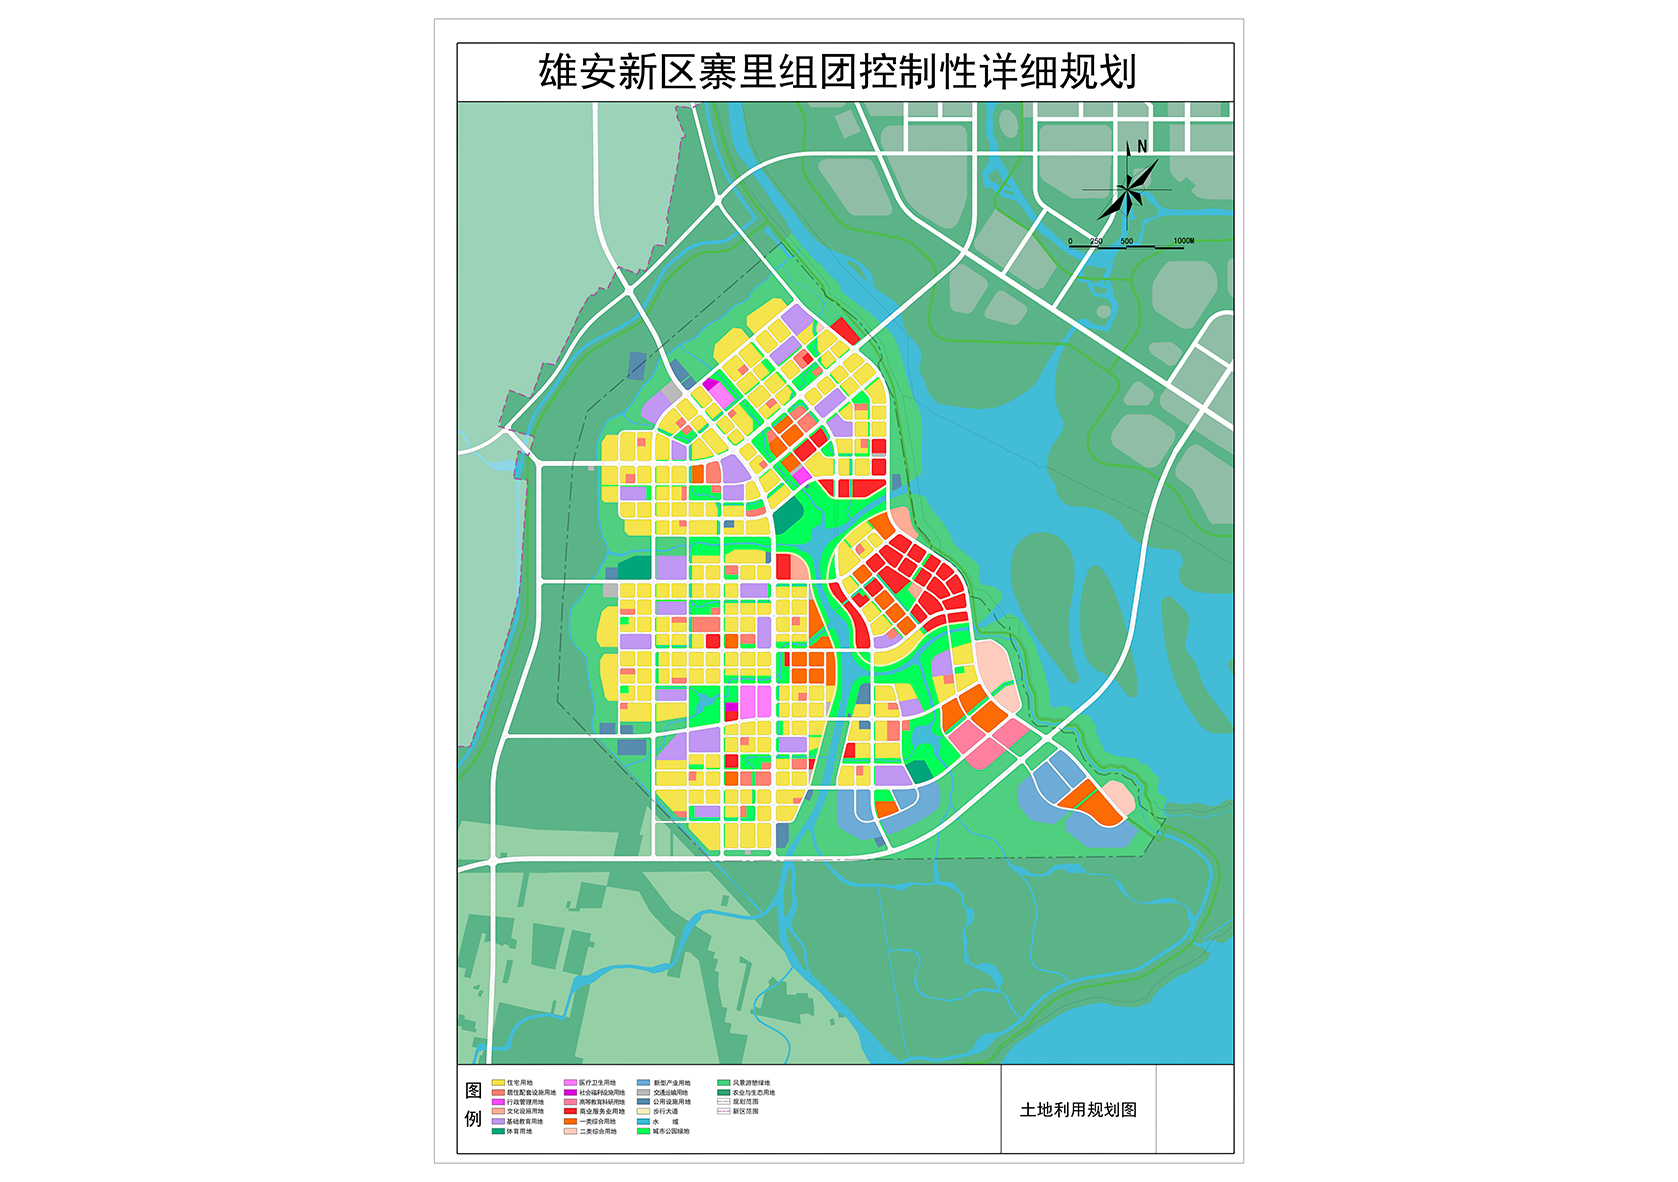 雄安新区寨里组团控制性详细规划
N
0 250 500 1000M
图例
住宅用地
居住配套设施用地
行政管理用地
文化设施用地
基础教育用地
体育用地
医疗卫生用地
社会福利设施用地
高等教育科研用地
商业服务业用地
一类综合用地
二类综合用地
新型产业用地
交通运输用地
公用设施用地
步行大道
水 域
城市公园绿地
风景游憩绿地
农业与生态用地
规划范围
新区范围
土地利用规划图